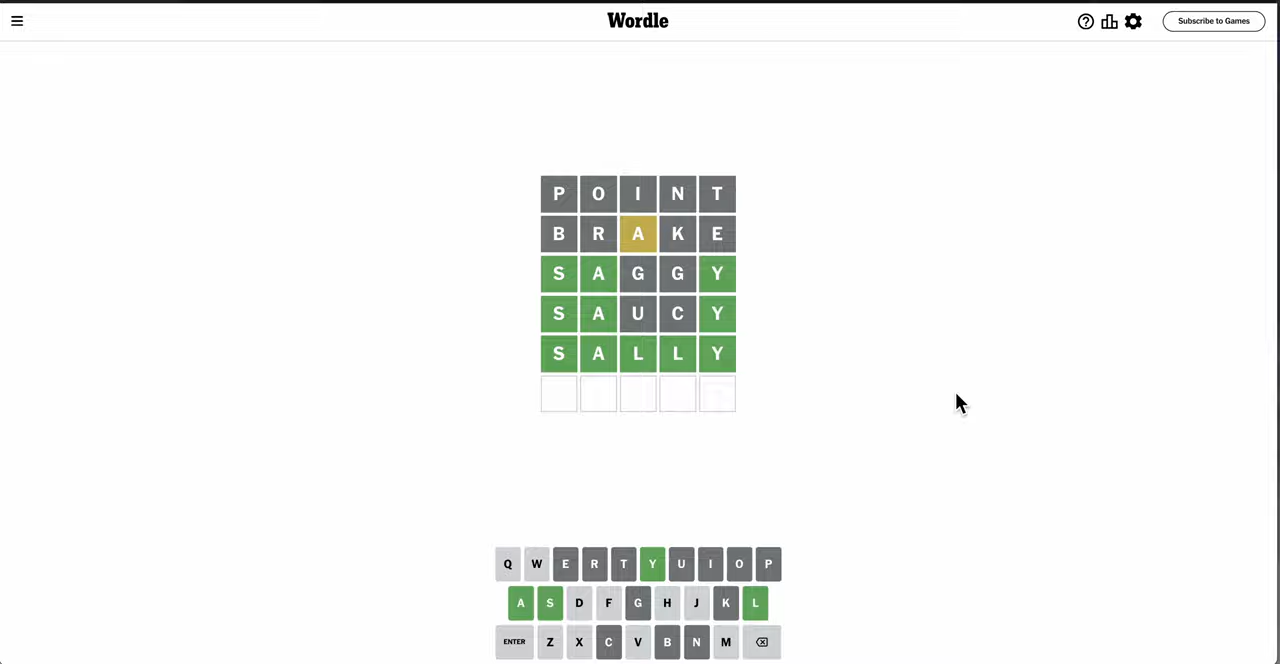 Wordle
Subscribe to Games
P O I N T
B R A K E
S A G G Y
S A U C Y
S A L L Y
Q W E R T Y U I O P
A S D F G H J K L
ENTER Z X C V B N M